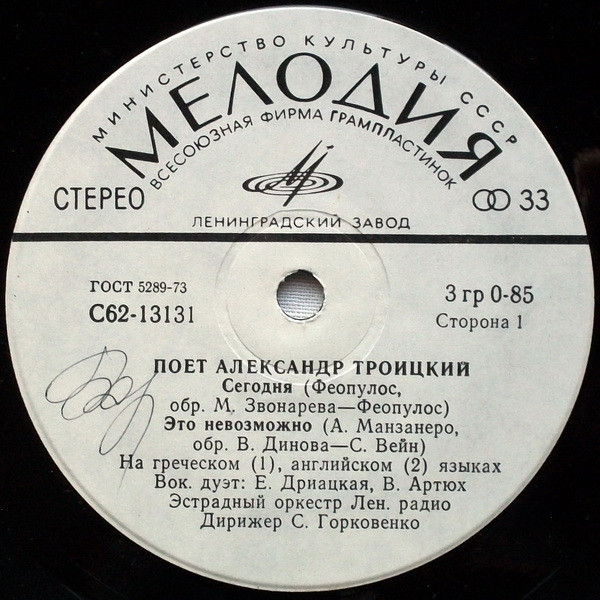 МИНИСТЕРСТВО КУЛЬТУРЫ СССР
МЕЛОДИЯ
ВСЕСОЮЗНАЯ ФИРМА ГРАМПЛАСТИНОК
СТЕРЕО
33
ЛЕНИНГРАДСКИЙ ЗАВОД
ГОСТ 5289-73
3 гр 0-85
С62-13131
Сторона 1
ПОЕТ АЛЕКСАНДР ТРОИЦКИЙ
Сегодня (Феопулос,
обр. М. Звонарева—Феопулос)
Это невозможно (А. Манзанеро,
обр. В. Динова—С. Вейн)
На греческом (1), английском (2) языках
Вок. дуэт: Е. Дриацкая, В. Артюх
Эстрадный оркестр Лен. радио
Дирижер С. Горковенко